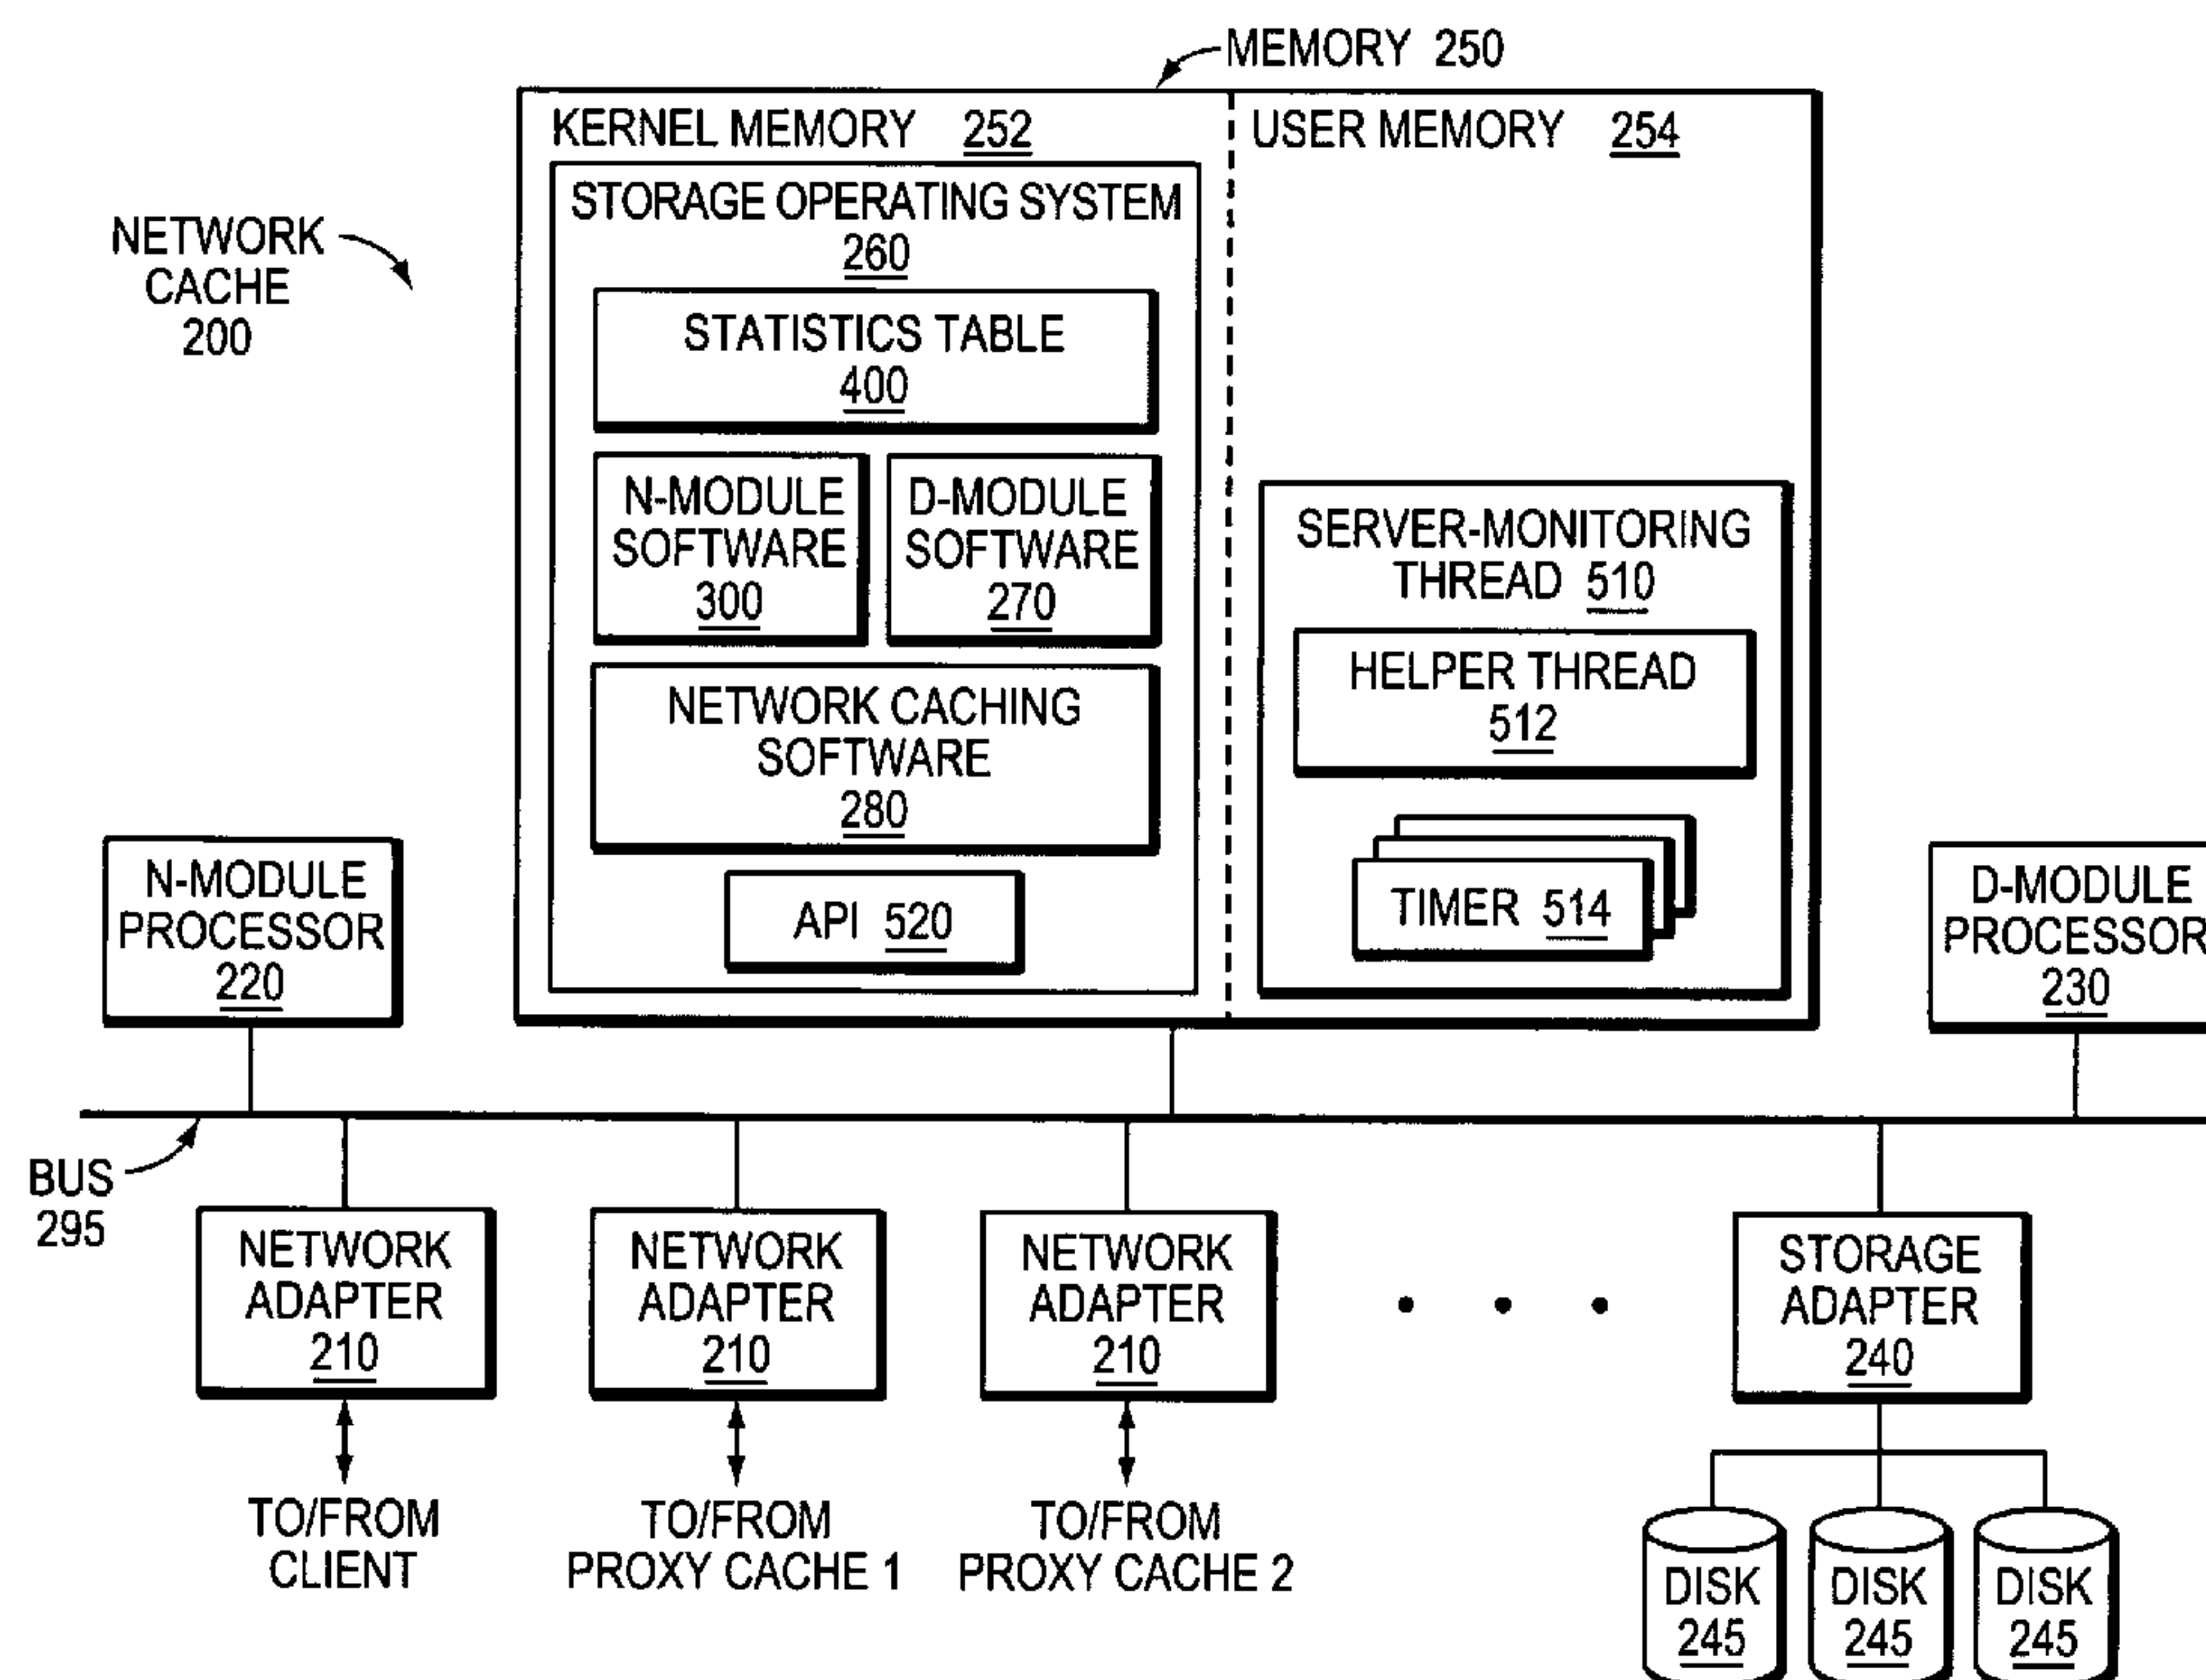 MEMORY 250
KERNEL MEMORY 252
USER MEMORY 254
STORAGE OPERATING SYSTEM
260
NETWORK
CACHE
200
STATISTICS TABLE
400
N-MODULE
SOFTWARE
300
D-MODULE
SOFTWARE
270
NETWORK CACHING
SOFTWARE
280
API 520
SERVER-MONITORING
THREAD 510
HELPER THREAD
512
TIMER 514
N-MODULE
PROCESSOR
220
D-MODULE
PROCESSOR
230
BUS
295
NETWORK
ADAPTER
210
NETWORK
ADAPTER
210
NETWORK
ADAPTER
210
STORAGE
ADAPTER
240
TO/FROM
CLIENT
TO/FROM
PROXY CACHE 1
TO/FROM
PROXY CACHE 2
DISK
245
DISK
245
DISK
245